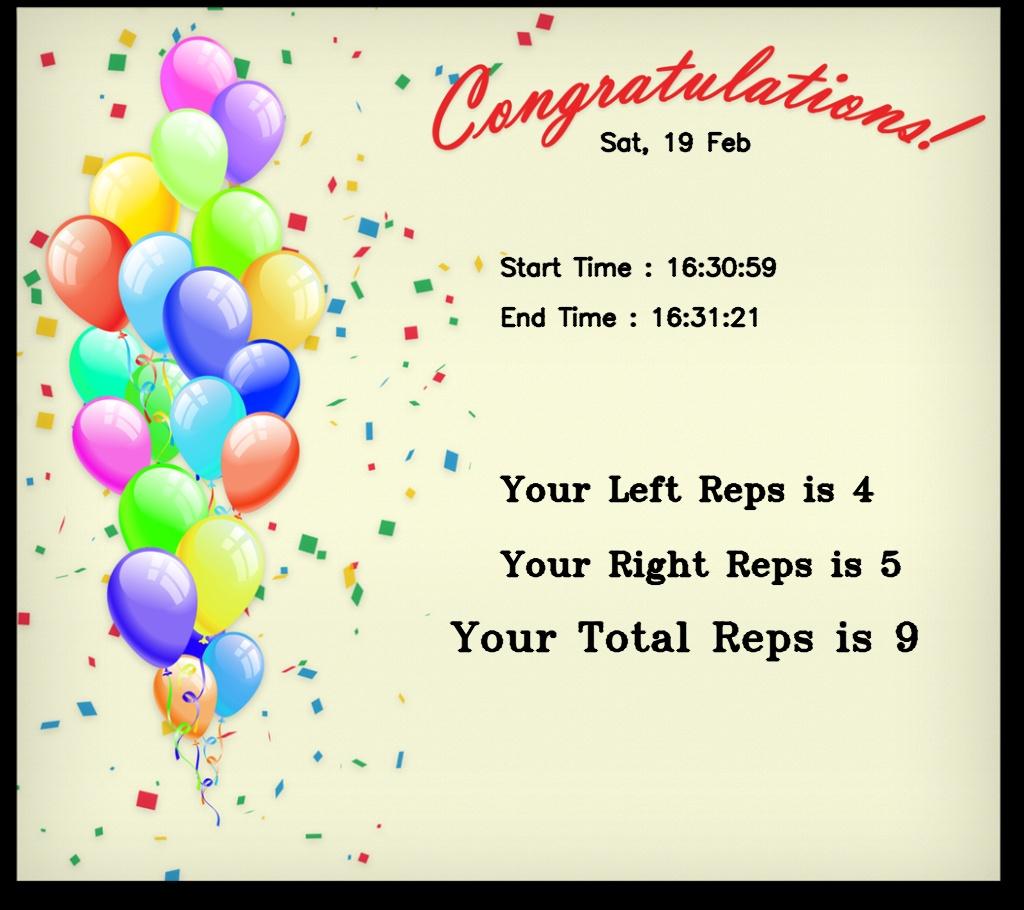 Congratulations!
Sat, 19 Feb
Start Time : 16:30:59
End Time : 16:31:21
Your Left Reps is 4
Your Right Reps is 5
Your Total Reps is 9